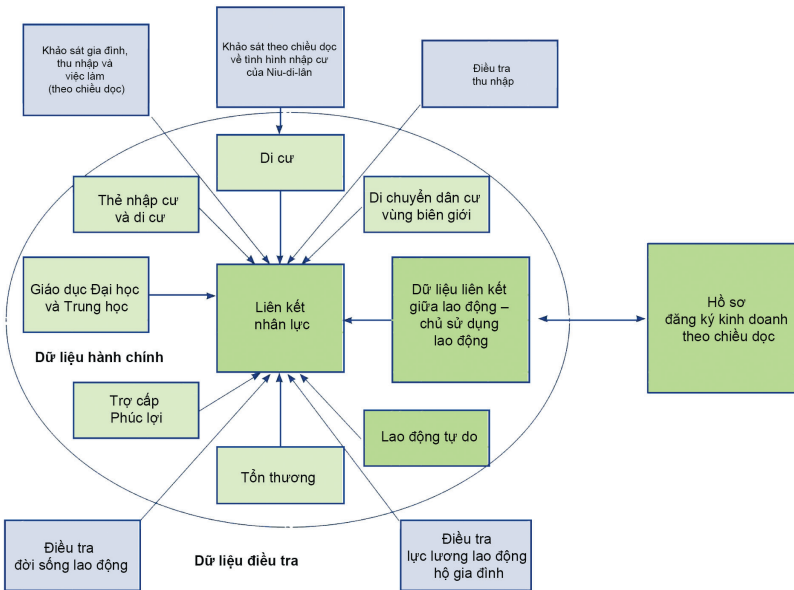 Khảo sát gia đình,
thu nhập và
việc làm
(theo chiều dọc)
Khảo sát theo chiều dọc
về tình hình nhập cư
của Niu-di-lân
Điều tra
thu nhập
Di cư
Thẻ nhập cư
và di cư
Di chuyển dân cư
vùng biên giới
Giáo dục Đại học
và Trung học
Liên kết
nhân lực
Dữ liệu liên kết
giữa lao động –
chủ sử dụng
lao động
Hồ sơ
đăng ký kinh doanh
theo chiều dọc
Dữ liệu hành chính
Trợ cấp
Phúc lợi
Lao động tự do
Tổn thương
Điều tra
đời sống lao động
Dữ liệu điều tra
Điều tra
lực lương lao động
hộ gia đình